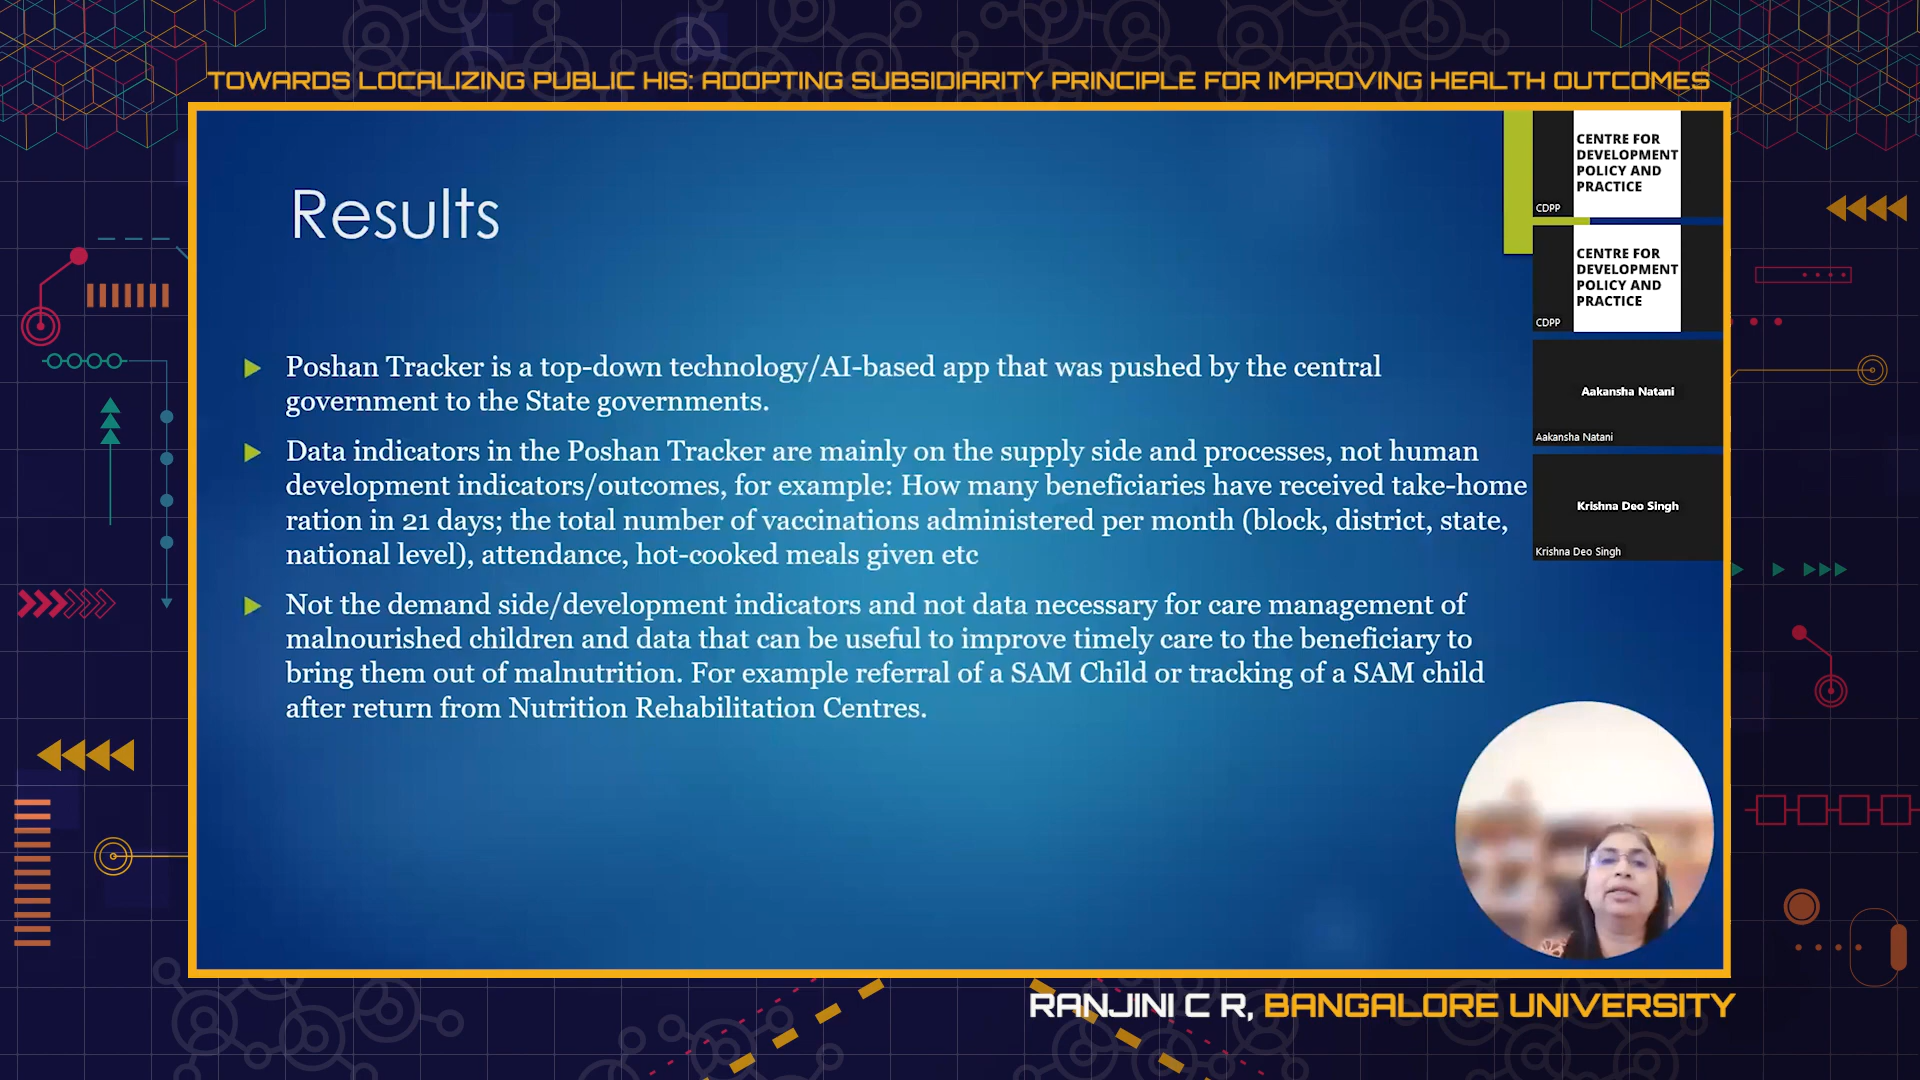 TOWARDS LOCALIZING PUBLIC HIS: ADOPTING SUBSIDIARITY PRINCIPLE FOR IMPROVING HEALTH OUTCOMES
Results
Poshan Tracker is a top-down technology/AI-based app that was pushed by the central
government to the State governments.
Data indicators in the Poshan Tracker are mainly on the supply side and processes, not human
development indicators/outcomes, for example: How many beneficiaries have received take-home
ration in 21 days; the total number of vaccinations administered per month (block, district, state,
national level), attendance, hot-cooked meals given etc
Not the demand side/development indicators and not data necessary for care management of
malnourished children and data that can be useful to improve timely care to the beneficiary to
bring them out of malnutrition. For example referral of a SAM Child or tracking of a SAM child
after return from Nutrition Rehabilitation Centres.
CENTRE FOR
DEVELOPMENT
POLICY AND
PRACTICE
CDPP
CENTRE FOR
DEVELOPMENT
POLICY AND
PRACTICE
CDPP
Aakansha Natani
Aakansha Natani
Krishna Deo Singh
Krishna Deo Singh
RANJINI C R, BANGALORE UNIVERSITY